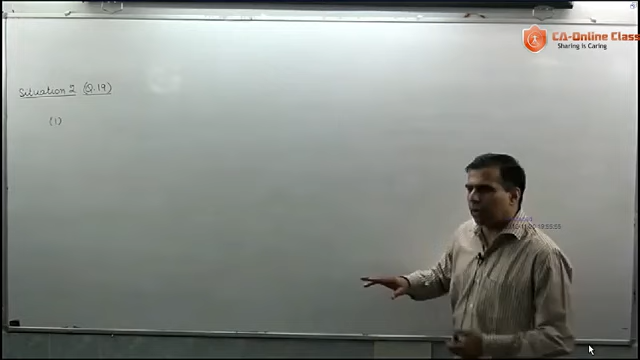 CA-Online Class
Sharing is Caring
Situation 2 (Q.19)
(1)